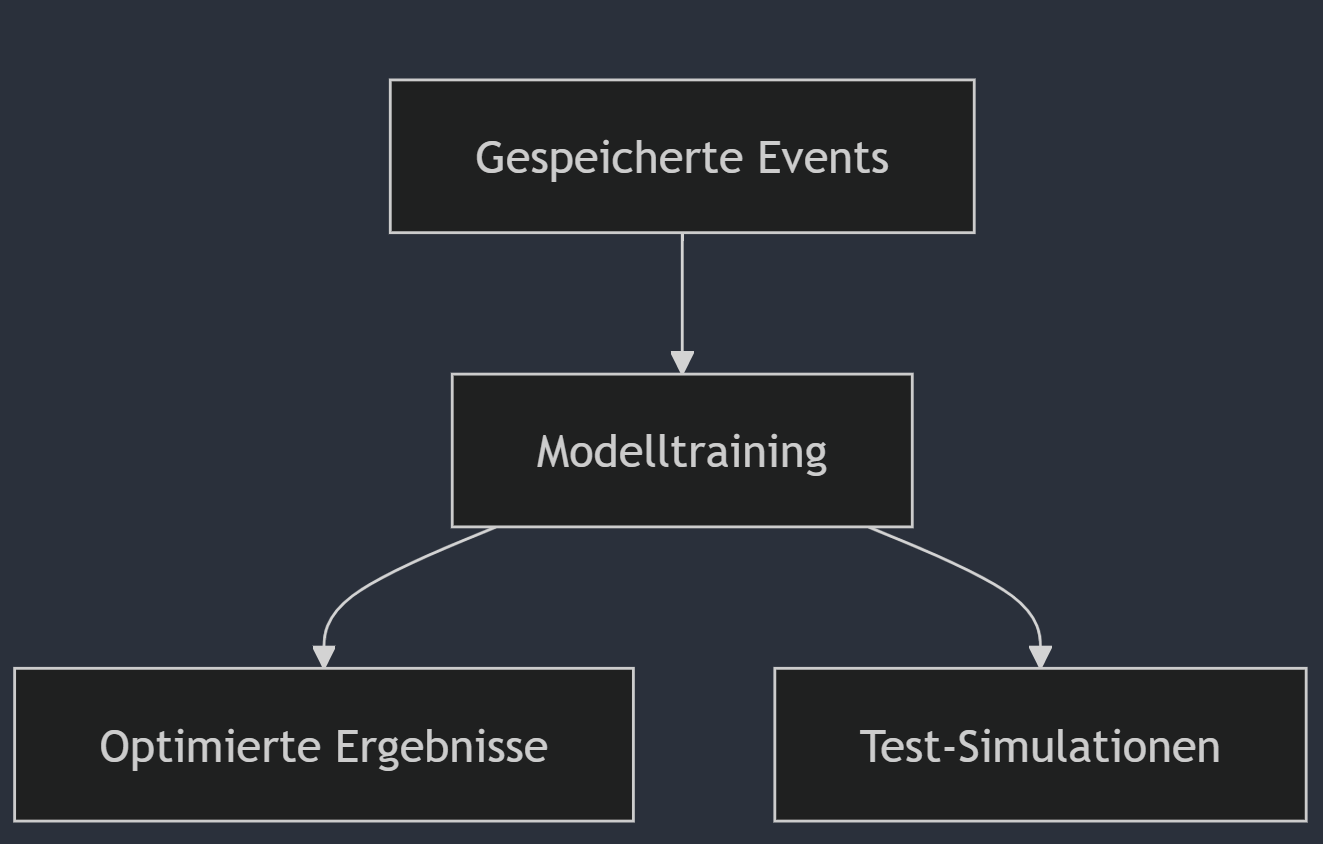 Gespeicherte Events
Modelltraining
Optimierte Ergebnisse
Test-Simulationen